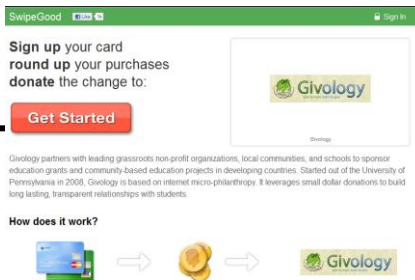 SwipeGood
Like
Sign In
Sign up your card
round up your purchases
donate the change to:
Get Started
Givology
Givology
Givology partners with leading grassroots non-profit organizations, local communities, and schools to sponsor
education grants and community-based education projects in developing countries. Started out of the University of
Pennsylvania in 2008, Givology is based on internet micro-philanthropy. It leverages small dollar donations to build
long lasting, transparent relationships with students.
How does it work?
Givology